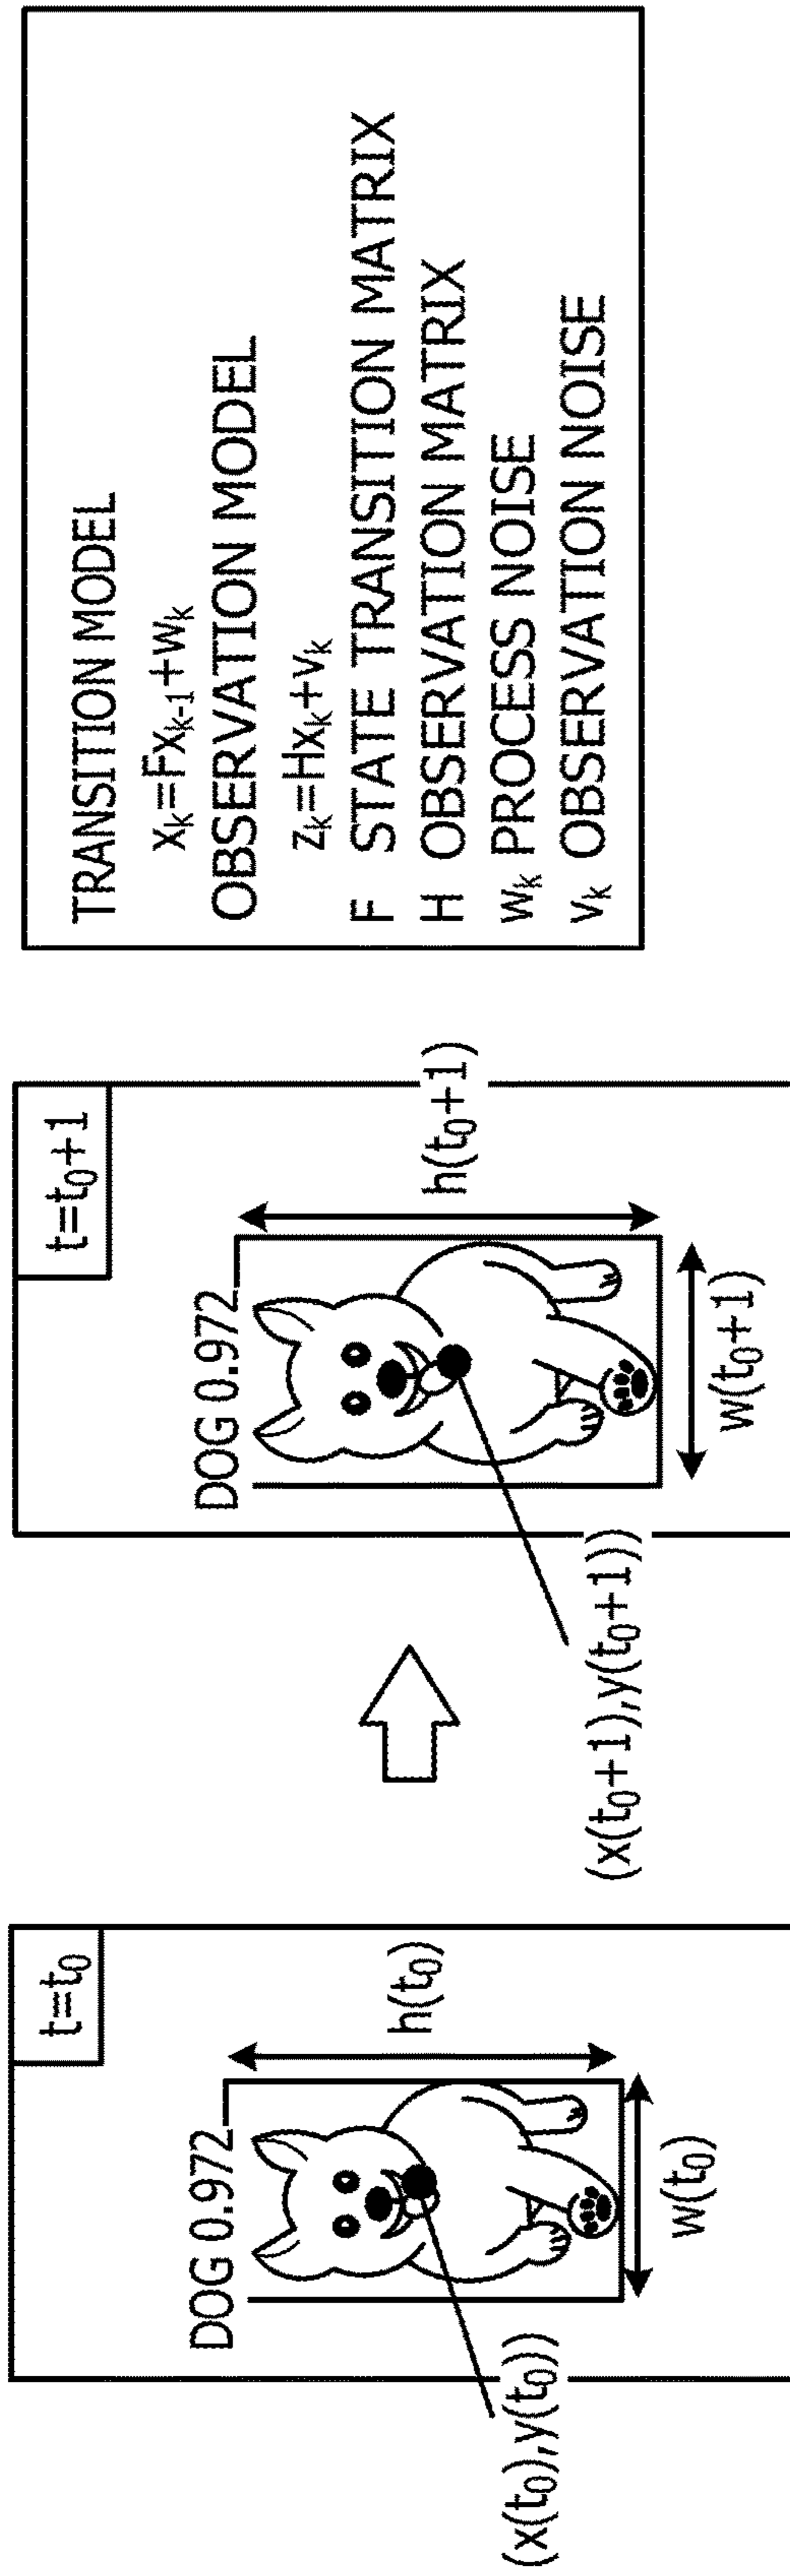 t=t₀
DOG 0.972
h(t₀)
w(t₀)
(x(t₀),y(t₀))
t=t₀+1
DOG 0.972
h(t₀+1)
w(t₀+1)
(x(t₀+1),y(t₀+1))
TRANSITION MODEL
xₖ=Fxₖ₋₁+wₖ
OBSERVATION MODEL
zₖ=Hxₖ+vₖ
F STATE TRANSITION MATRIX
H OBSERVATION MATRIX
wₖ PROCESS NOISE
vₖ OBSERVATION NOISE